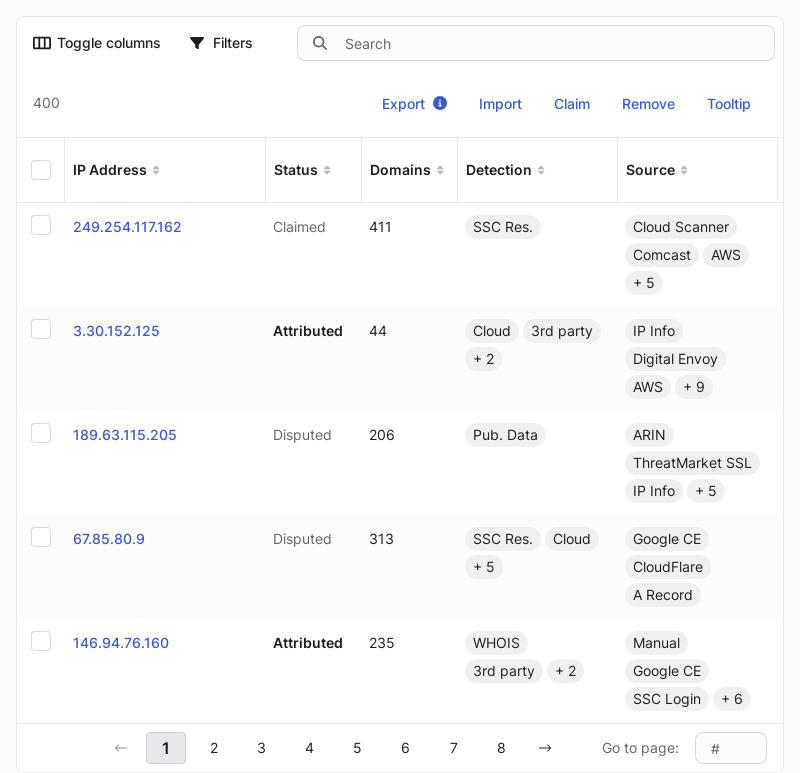 Toggle columns Filters Search
400 Export Import Claim Remove Tooltip
IP Address Status Domains Detection Source
249.254.117.162 Claimed 411 SSC Res. Cloud Scanner
Comcast AWS
+ 5
3.30.152.125 Attributed 44 Cloud 3rd party IP Info
+ 2 Digital Envoy
AWS + 9
189.63.115.205 Disputed 206 Pub. Data ARIN
ThreatMarket SSL
IP Info + 5
67.85.80.9 Disputed 313 SSC Res. Cloud Google CE
+ 5 CloudFlare
A Record
146.94.76.160 Attributed 235 WHOIS Manual
3rd party + 2 Google CE
SSC Login + 6
← 1 2 3 4 5 6 7 8 → Go to page: #